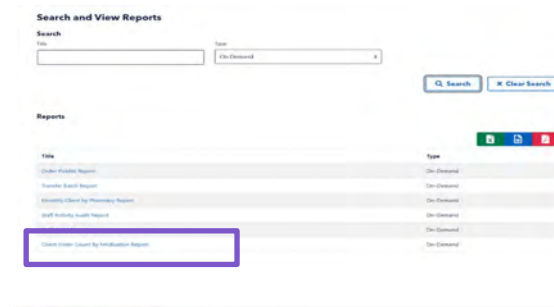 Search and View Reports
Search
Title Type
On-Demand
Search Clear Search
Reports
Title Type
Order Picklist Report On-Demand
Transfer Batch Report On-Demand
Monthly Client by Pharmacy Report On-Demand
Staff Activity Audit Report On-Demand
On-Demand
Client Order Count by Medication Report On-Demand